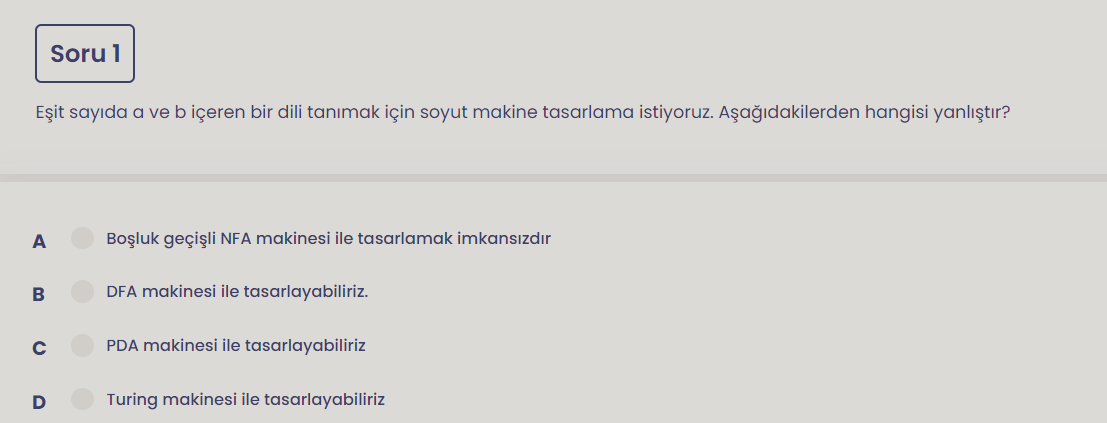 Soru 1
Eşit sayıda a ve b içeren bir dili tanımak için soyut makine tasarlama istiyoruz. Aşağıdakilerden hangisi yanlıştır?
A Boşluk geçişli NFA makinesi ile tasarlamak imkansızdır
B DFA makinesi ile tasarlayabiliriz.
C PDA makinesi ile tasarlayabiliriz
D Turing makinesi ile tasarlayabiliriz